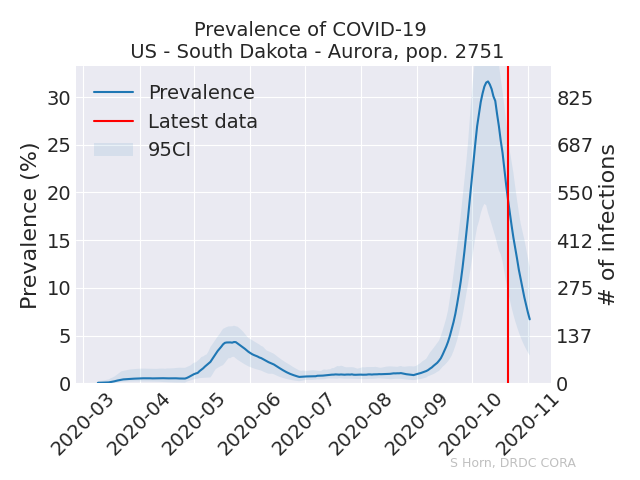 Prevalence of COVID-19
US - South Dakota - Aurora, pop. 2751
Prevalence
Latest data
95CI
Prevalence (%)
30
25
20
15
10
5
0
825
687
550
412
275
137
0
# of infections
2020-03
2020-04
2020-05
2020-06
2020-07
2020-08
2020-09
2020-10
2020-11
S Horn, DRDC CORA